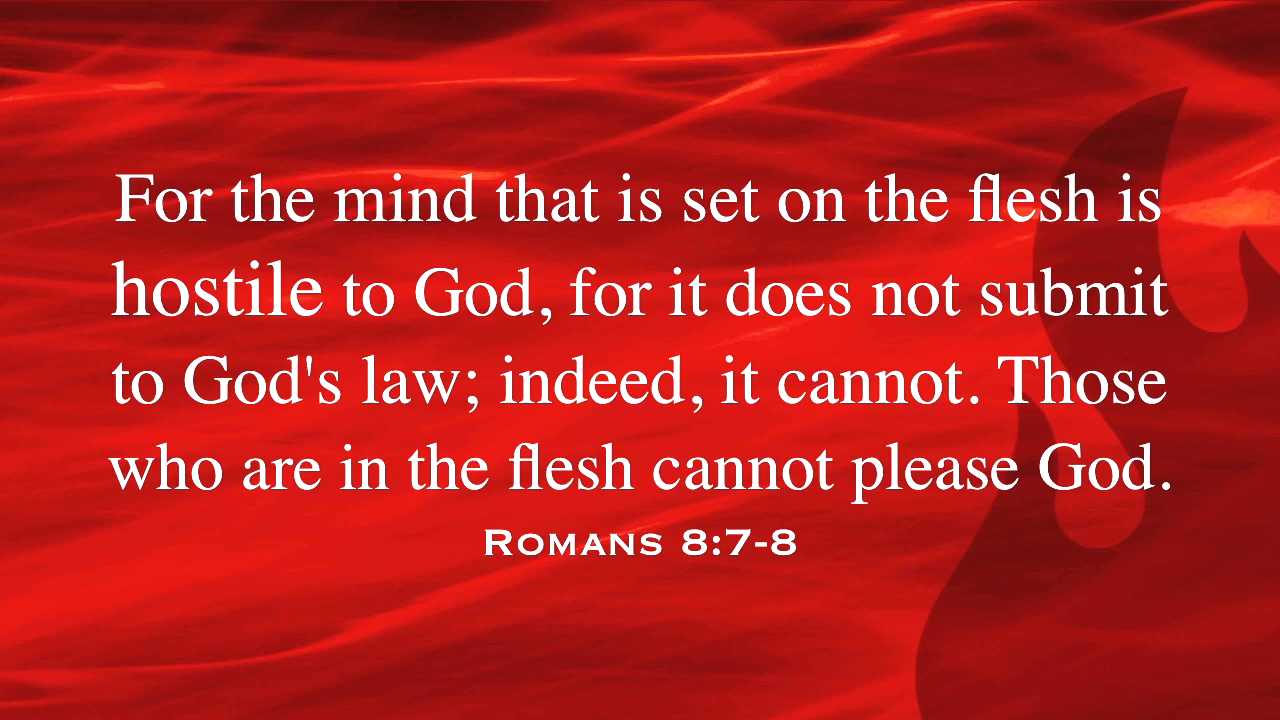 For the mind that is set on the flesh is
hostile to God, for it does not submit
to God's law; indeed, it cannot. Those
who are in the flesh cannot please God.
Romans 8:7-8